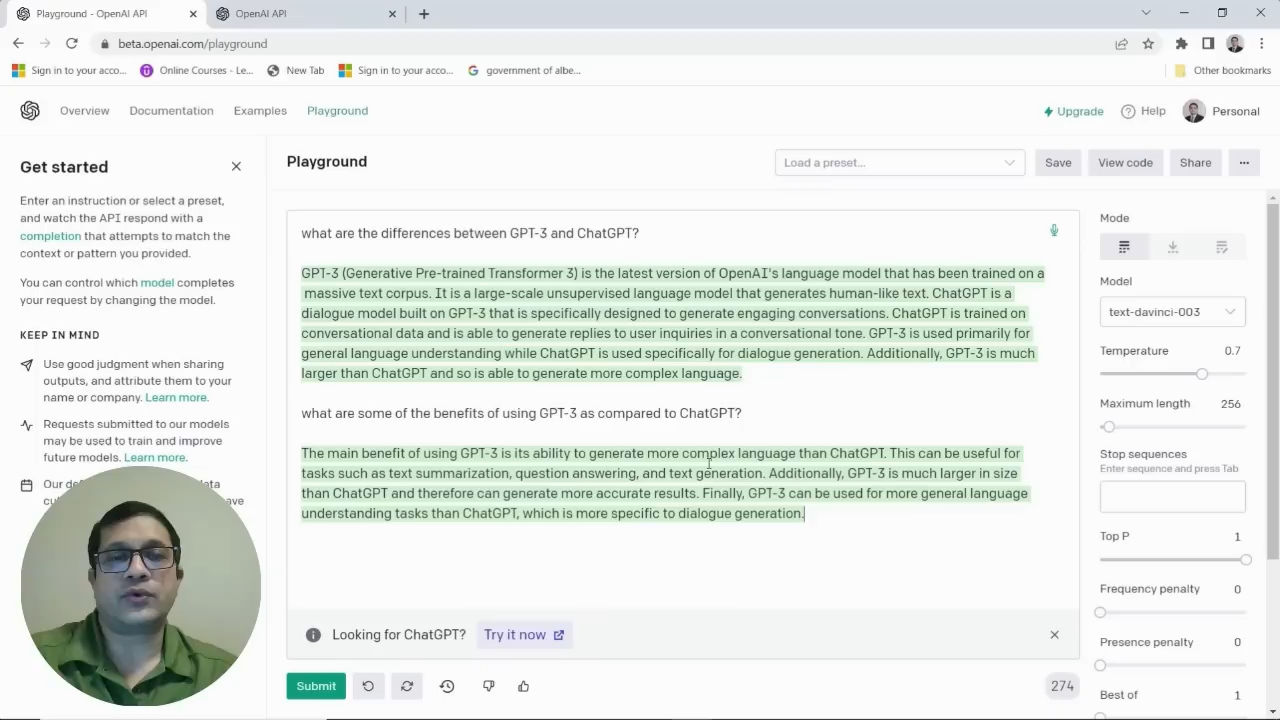 Playground - OpenAI API
OpenAI API
beta.openai.com/playground
Sign in to your acco...
Online Courses - Le...
New Tab
Sign in to your acco...
government of albe...
Other bookmarks
Overview
Documentation
Examples
Playground
Upgrade
Help
Personal
Get started
Enter an instruction or select a preset,
and watch the API respond with a
completion that attempts to match the
context or pattern you provided.
You can control which model completes
your request by changing the model.
KEEP IN MIND
Use good judgment when sharing
outputs, and attribute them to your
name or company. Learn more.
Requests submitted to our models
may be used to train and improve
future models. Learn more.
Playground
Load a preset...
Save
View code
Share
what are the differences between GPT-3 and ChatGPT?
GPT-3 (Generative Pre-trained Transformer 3) is the latest version of OpenAI's language model that has been trained on a
massive text corpus. It is a large-scale unsupervised language model that generates human-like text. ChatGPT is a
dialogue model built on GPT-3 that is specifically designed to generate engaging conversations. ChatGPT is trained on
conversational data and is able to generate replies to user inquiries in a conversational tone. GPT-3 is used primarily for
general language understanding while ChatGPT is used specifically for dialogue generation. Additionally, GPT-3 is much
larger than ChatGPT and so is able to generate more complex language.
what are some of the benefits of using GPT-3 as compared to ChatGPT?
The main benefit of using GPT-3 is its ability to generate more complex language than ChatGPT. This can be useful for
tasks such as text summarization, question answering, and text generation. Additionally, GPT-3 is much larger in size
than ChatGPT and therefore can generate more accurate results. Finally, GPT-3 can be used for more general language
understanding tasks than ChatGPT, which is more specific to dialogue generation.
Looking for ChatGPT? Try it now
Submit
274
Mode
Model
text-davinci-003
Temperature 0.7
Maximum length 256
Stop sequences
Enter sequence and press Tab
Top P 1
Frequency penalty 0
Presence penalty 0
Best of 1